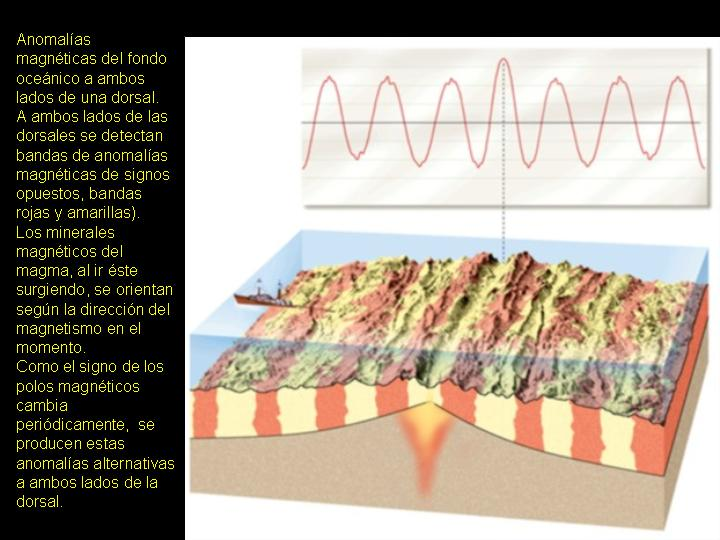 Anomalías
magnéticas del fondo
oceánico a ambos
lados de una dorsal.
A ambos lados de las
dorsales se detectan
bandas de anomalías
magnéticas de signos
opuestos, bandas
rojas y amarillas).
Los minerales
magnéticos del
magma, al ir éste
surgiendo, se orientan
según la dirección del
magnetismo en el
momento.
Como el signo de los
polos magnéticos
cambia
periódicamente, se
producen estas
anomalías alternativas
a ambos lados de la
dorsal.